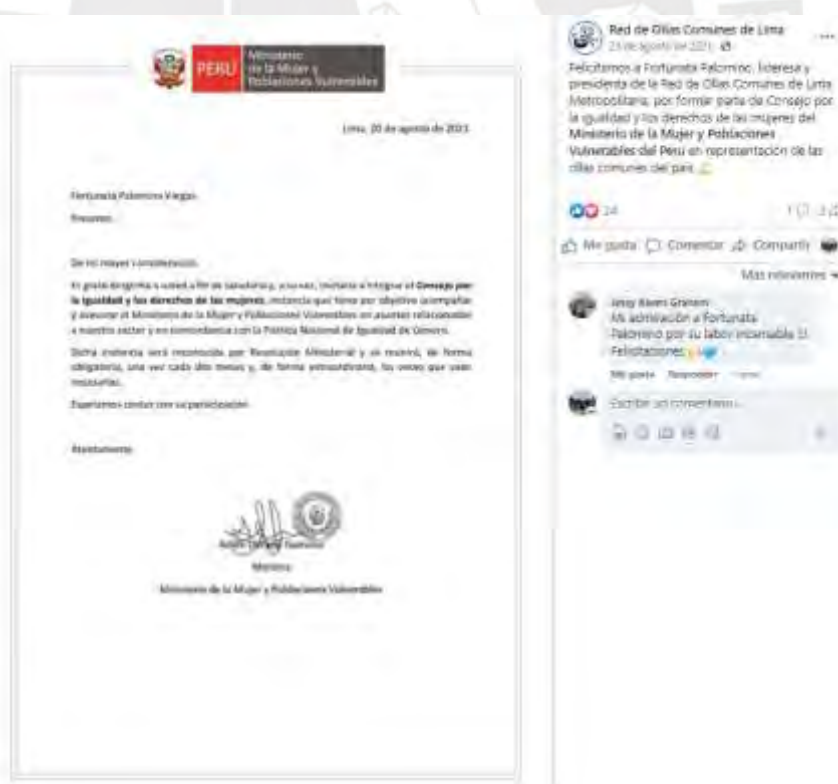 PERÚ
Ministerio
de la Mujer y
Poblaciones Vulnerables
Lima, 20 de agosto de 2021
Fortunata Palomino Vargas
Presente.
De mi mayor consideración
Es grato dirigirme a usted a fin de saludarla y, a su vez, invitarla a integrar el Consejo por
la igualdad y los derechos de las mujeres, instancia que tiene por objetivo acompañar
y asesorar al Ministerio de la Mujer y Poblaciones Vulnerables en asuntos relacionados
a nuestro sector y en concordancia con la Política Nacional de Igualdad de Género.
Dicha instancia será reconocida por Resolución Ministerial y se reunirá, de forma
obligatoria, una vez cada dos meses y, de forma extraordinaria, las veces que sean
necesarias.
Esperamos contar con su participación
Atentamente
Ministra
Ministerio de la Mujer y Poblaciones Vulnerables
Red de Ollas Comunes de Lima
23 de agosto de 2021
Felicitamos a Fortunata Palomino, lideresa y
presidenta de la Red de Ollas Comunes de Lima
Metropolitana, por formar parte de Consejo por
la igualdad y los derechos de las mujeres del
Ministerio de la Mujer y Poblaciones
Vulnerables del Perú en representación de las
ollas comunes del país
24
Me gusta Comentar Compartir
Más relevantes
Mi admiración a Fortunata
Palomino por su labor incansable
Felicitaciones
Me gusta Responder
Escribe un comentario...